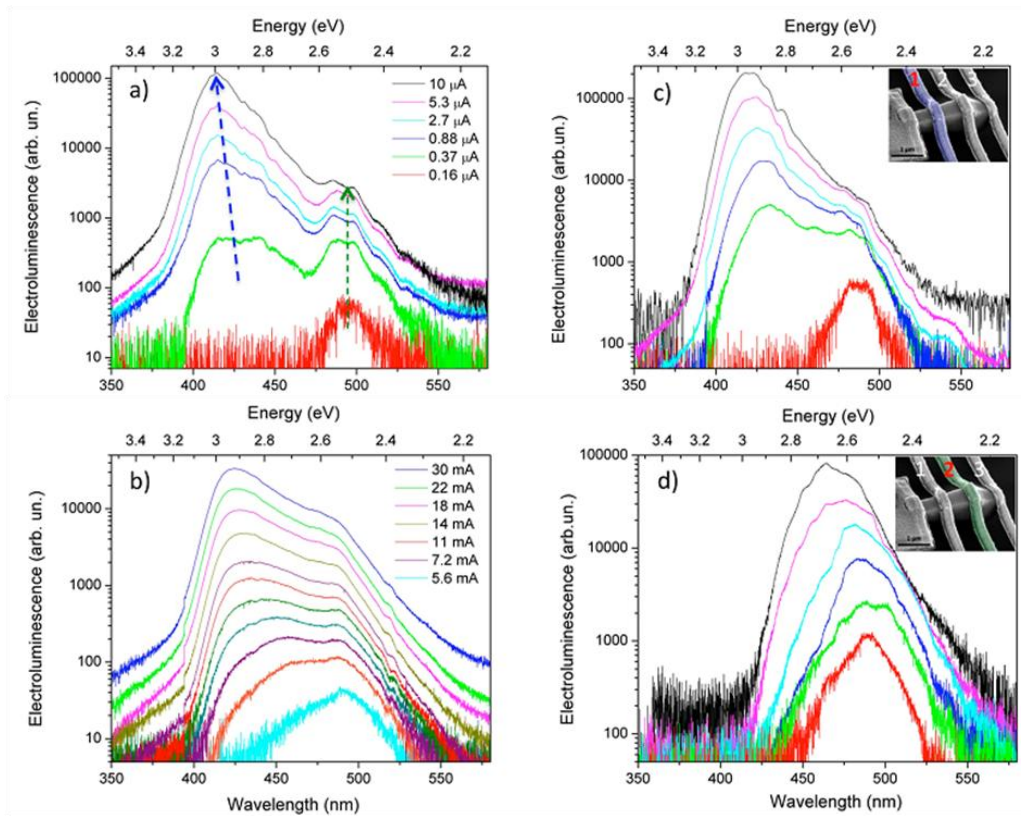 Energy (eV)
3.4 3.2 3 2.8 2.6 2.4 2.2
a)
10 µA
5.3 µA
2.7 µA
0.88 µA
0.37 µA
0.16 µA
100000
10000
1000
100
10
Electroluminescence (arb. un.)
350 400 450 500 550
Energy (eV)
3.4 3.2 3 2.8 2.6 2.4 2.2
c)
1 2 3
1 µm
100000
10000
1000
100
Electroluminescence (arb.un.)
350 400 450 500 550
Energy (eV)
3.4 3.2 3 2.8 2.6 2.4 2.2
b)
30 mA
22 mA
18 mA
14 mA
11 mA
7.2 mA
5.6 mA
10000
1000
100
10
Electroluminescence (arb. un.)
350 400 450 500 550
Wavelength (nm)
Energy (eV)
3.4 3.2 3 2.8 2.6 2.4 2.2
d)
1 2 3
1 µm
100000
10000
1000
100
Electroluminescence (arb.un.)
350 400 450 500 550
Wavelength (nm)